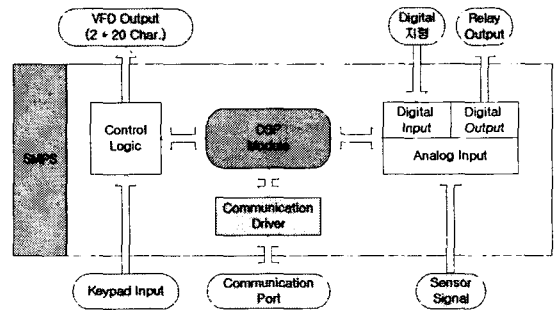 VFD Output
(2 * 20 Char.)
Digital
지형
Relay
Output
SMPS
Control
Logic
DSP
Module
Digital
Input
Digital
Output
Analog Input
Communication
Driver
Keypad Input
Communication
Port
Sensor
Signal